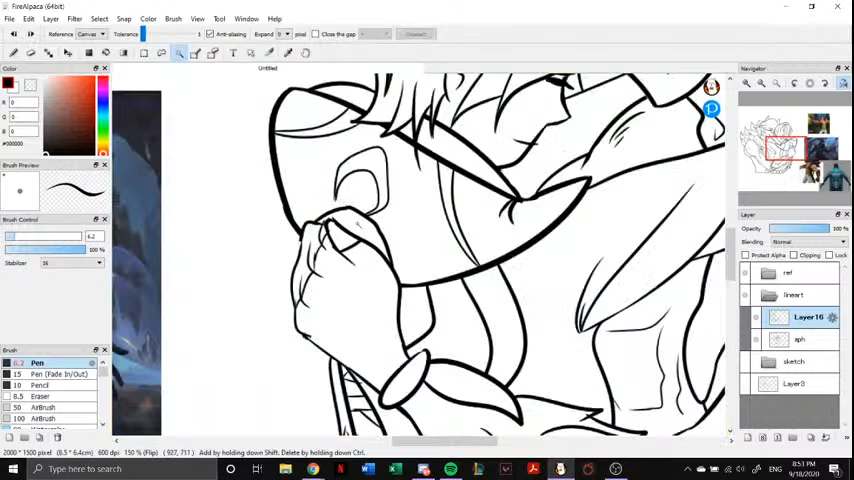 FireAlpaca (64bit)
File Edit Layer Filter Select Snap Color Brush View Tool Window Help
Reference Canvas Tolerance 1 Anti-aliasing Expand 0 pixel Close the gap
Untitled
Color
R 0
G 0
B 0
#000000
Brush Preview
Brush Control
6.2
100 %
Stabilizer 16
Brush
6.2 Pen
15 Pen (Fade In/Out)
10 Pencil
8.5 Eraser
50 AirBrush
100 AirBrush
Navigator
Layer
Opacity 100 %
Blending Normal
Protect Alpha Clipping Lock
ref
lineart
Layer16
aph
sketch
Layer3
2000 * 1500 pixel (8.5 * 6.4cm) 600 dpi 150 % (Flip) ( 927, 711) Add by holding down Shift. Delete by holding down Ctrl.
Type here to search
ENG
8:53 PM
9/18/2020